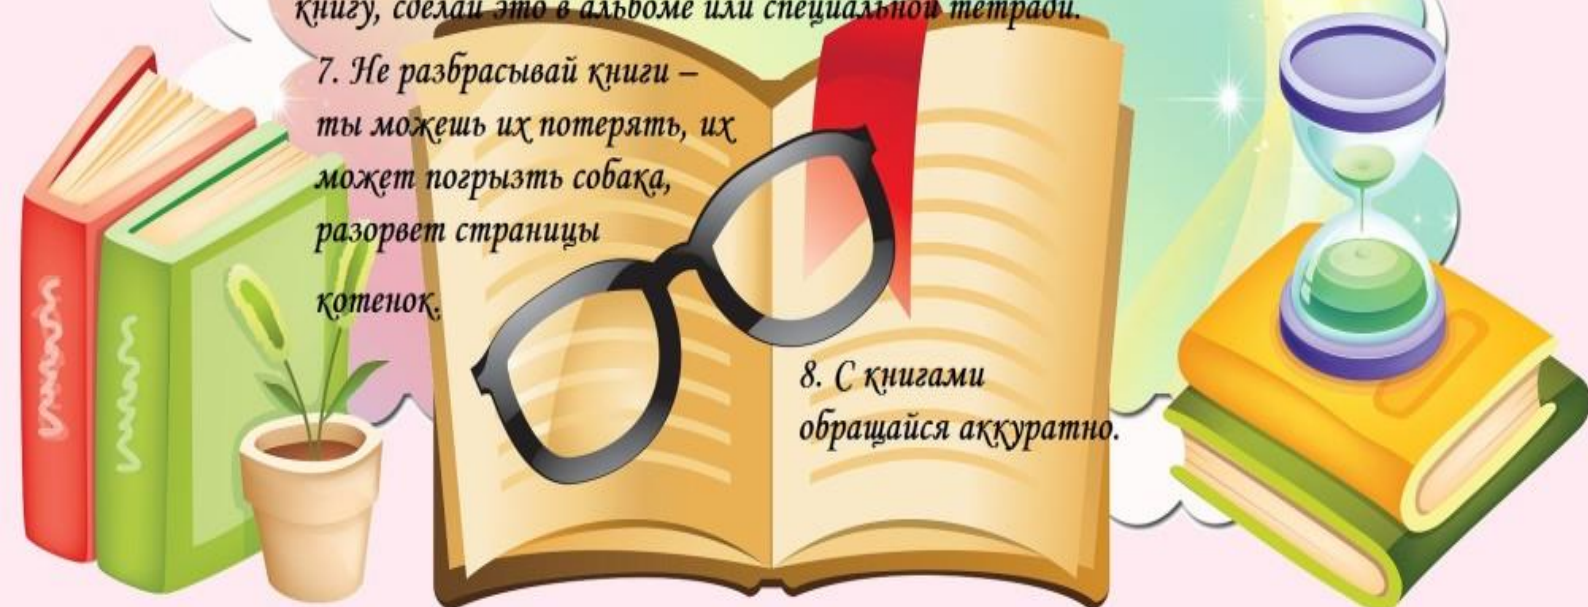 книгу, сделай это в альбоме или специальной тетради.
7. Не разбрасывай книги –
ты можешь их потерять, их
может погрызть собака,
разорвет страницы
котенок.
8. С книгами
обращайся аккуратно.